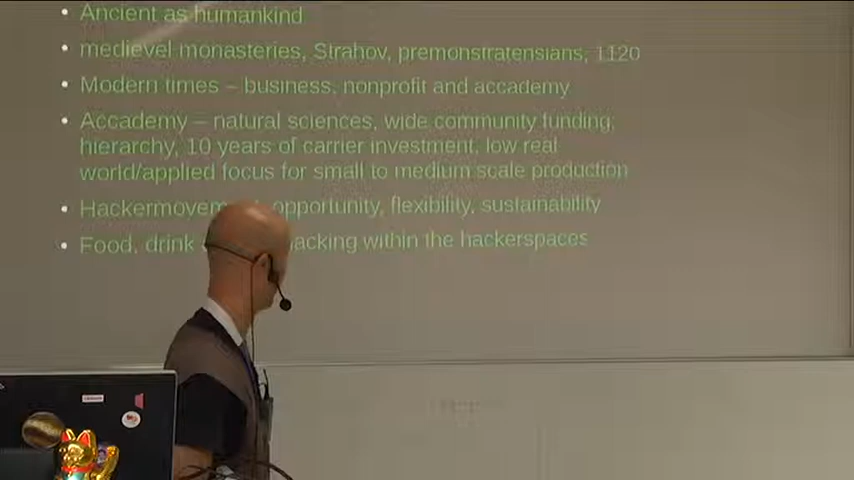 Ancient as humankind
medievel monasteries, Strahov, premonstratensians, 1120
Modern times – business, nonprofit and accademy
Accademy – natural sciences, wide community funding,
hierarchy, 10 years of carrier investment, low real
world/applied focus for small to medium scale production
Hackermovem opportunity, flexibility, sustainability
Food, drink acking within the hackerspaces